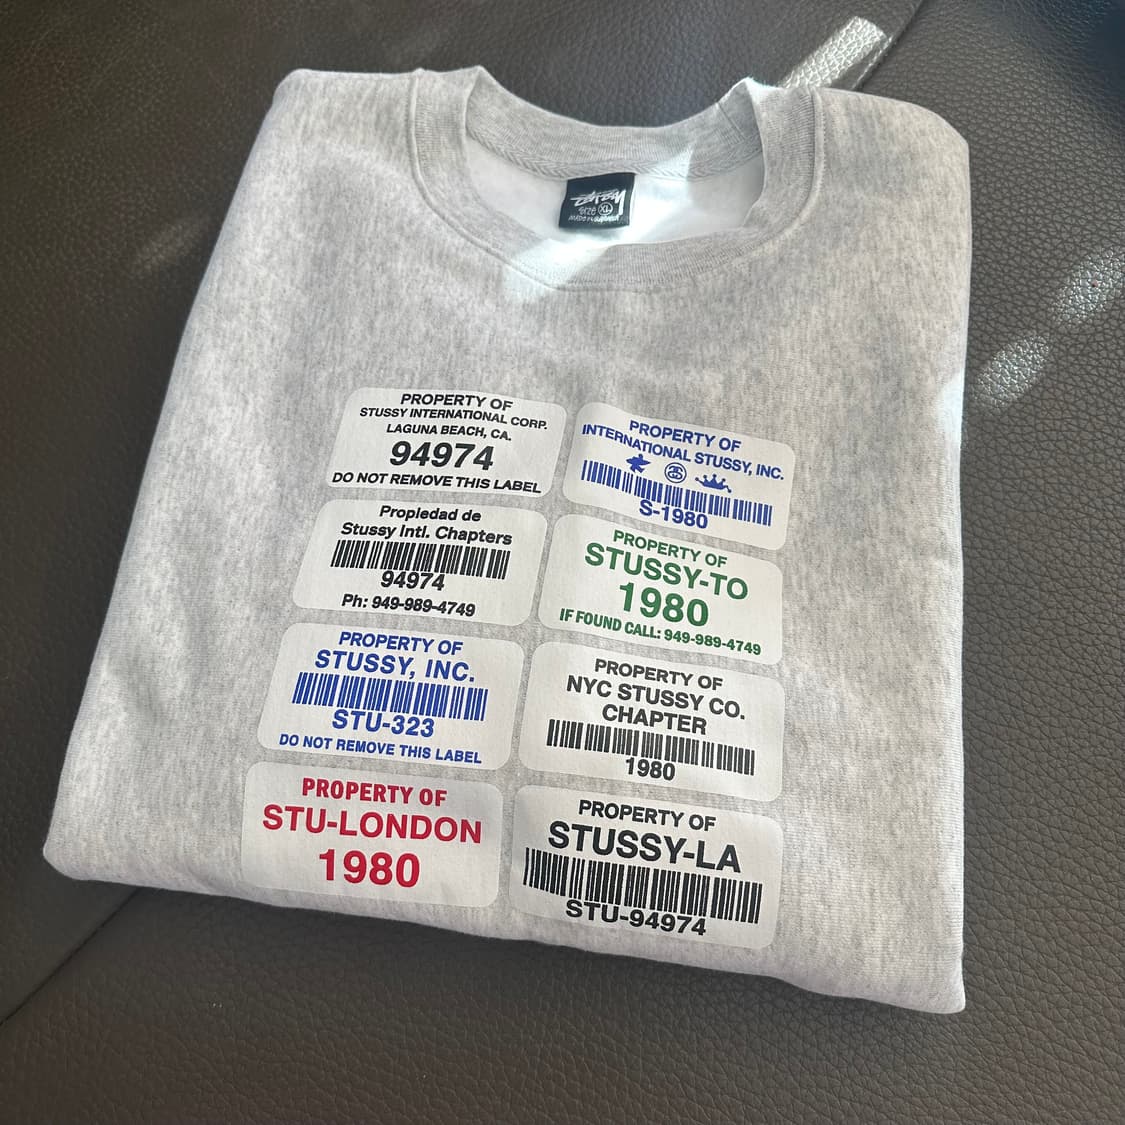 SIZE XL
PROPERTY OF
STUSSY INTERNATIONAL CORP.
LAGUNA BEACH, CA.
94974
DO NOT REMOVE THIS LABEL
PROPERTY OF
INTERNATIONAL STUSSY, INC.
S-1980
Propiedad de
Stussy Intl. Chapters
94974
Ph: 949-989-4749
PROPERTY OF
STUSSY-TO
1980
IF FOUND CALL: 949-989-4749
PROPERTY OF
STUSSY, INC.
STU-323
DO NOT REMOVE THIS LABEL
PROPERTY OF
NYC STUSSY CO.
CHAPTER
1980
PROPERTY OF
STU-LONDON
1980
PROPERTY OF
STUSSY-LA
STU-94974